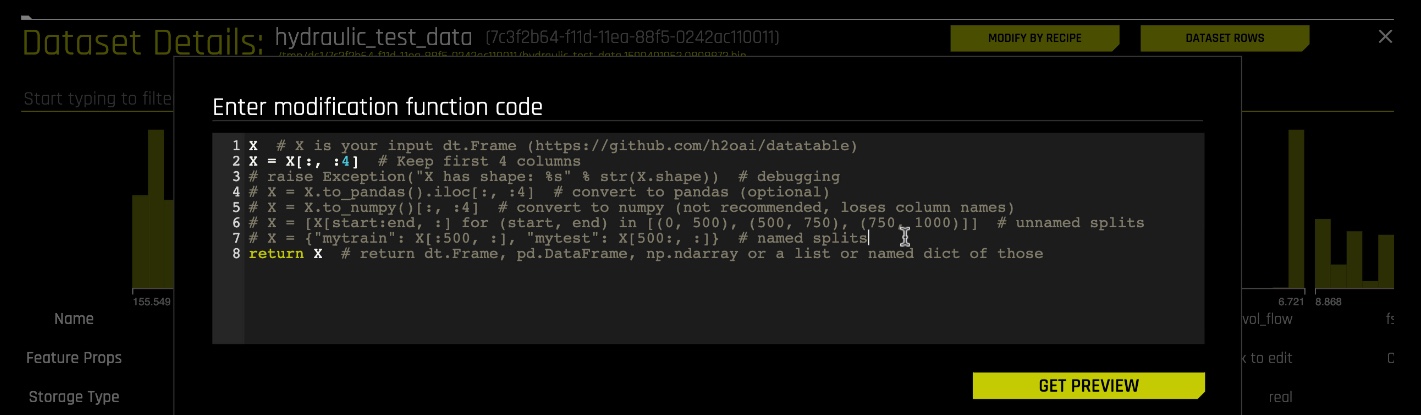 Dataset Details: hydraulic_test_data (7c3f2b64-f11d-11ea-88f5-0242ac110011)
MODIFY BY RECIPE
DATASET ROWS
Start typing to filte
Enter modification function code
1 X  # X is your input dt.Frame (https://github.com/h2oai/datatable)
2 X = X[:, :4]  # Keep first 4 columns
3 # raise Exception("X has shape: %s" % str(X.shape))  # debugging
4 # X = X.to_pandas().iloc[:, :4]  # convert to pandas (optional)
5 # X = X.to_numpy()[:, :4]  # convert to numpy (not recommended, loses column names)
6 # X = [X[start:end, :] for (start, end) in [(0, 500), (500, 750), (750, 1000)]]  # unnamed splits
7 # X = {"mytrain": X[:500, :], "mytest": X[500:, :]}  # named splits
8 return X  # return dt.Frame, pd.DataFrame, np.ndarray or a list or named dict of those
155.549
6.721
8.868
Name
vol_flow
fs
Feature Props
k to edit
Storage Type
real
GET PREVIEW